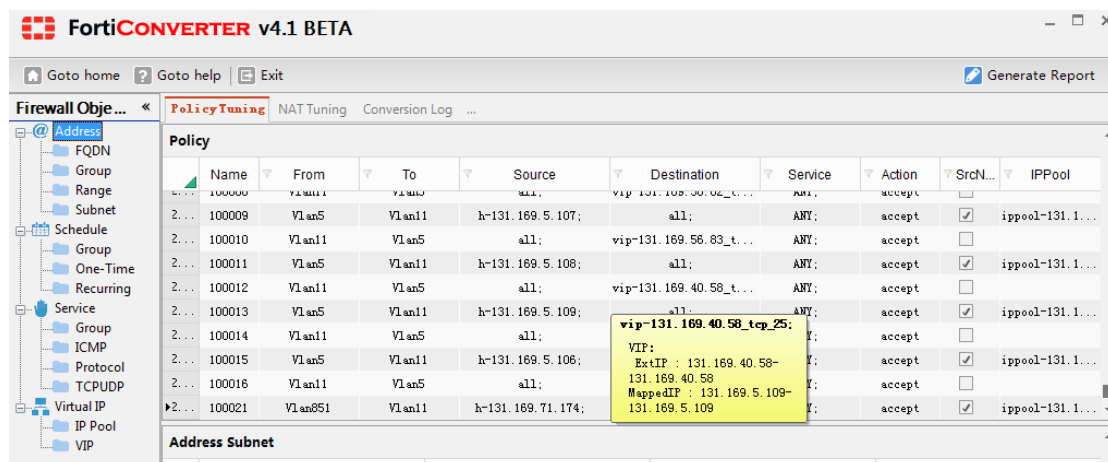 FORTICONVERTER v4.1 BETA
Goto home Goto help Exit Generate Report
Firewall Obje... «
PolicyTuning NAT Tuning Conversion Log ...
Address
FQDN
Group
Range
Subnet
Schedule
Group
One-Time
Recurring
Service
Group
ICMP
Protocol
TCPUDP
Virtual IP
IP Pool
VIP
Policy
Name From To Source Destination Service Action SrcN... IPPool
2... 100009 Vlan5 Vlan11 h-131.169.5.107; all; ANY; accept ippool-131.1...
2... 100010 Vlan11 Vlan5 all; vip-131.169.56.83_t... ANY; accept
2... 100011 Vlan5 Vlan11 h-131.169.5.108; all; ANY; accept ippool-131.1...
2... 100012 Vlan11 Vlan5 all; vip-131.169.40.58_t... ANY; accept
2... 100013 Vlan5 Vlan11 h-131.169.5.109; all; ANY; accept ippool-131.1...
2... 100014 Vlan11 Vlan5 all; accept
2... 100015 Vlan5 Vlan11 h-131.169.5.106; accept ippool-131.1...
2... 100016 Vlan11 Vlan5 all; accept
2... 100021 Vlan851 Vlan11 h-131.169.71.174; accept ippool-131.1...
vip-131.169.40.58_tcp_25;
VIP:
ExtIP : 131.169.40.58-
131.169.40.58
MappedIP : 131.169.5.109-
131.169.5.109
Address Subnet